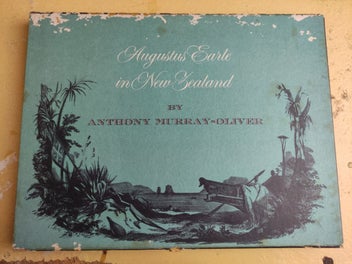 Augustus Earle
in New Zealand
BY
ANTHONY MURRAY-OLIVER